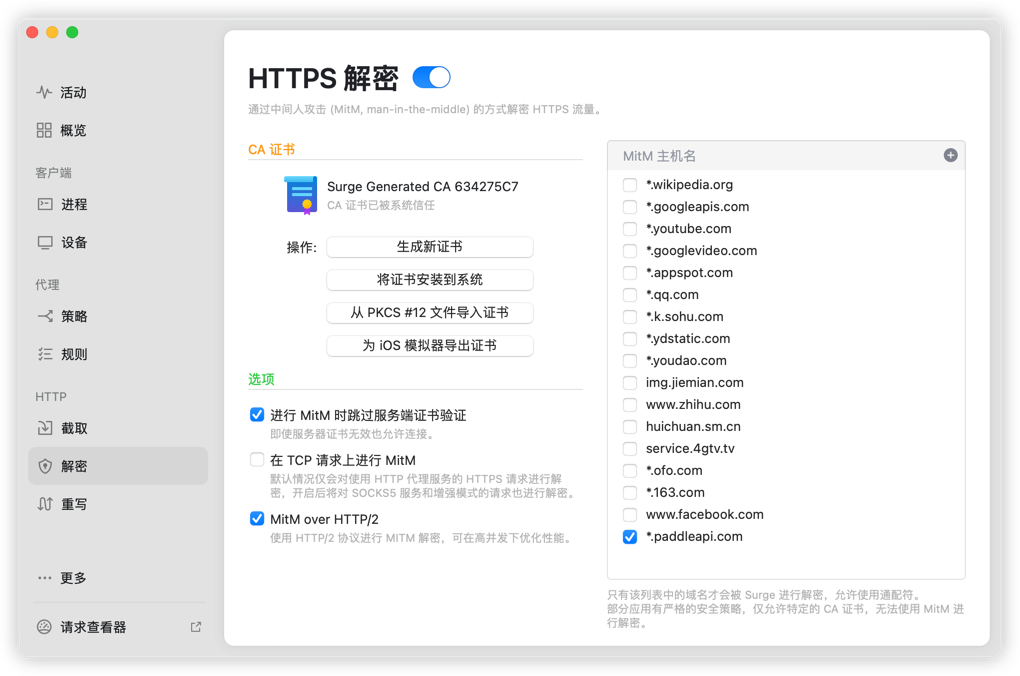 活动
概览
客户端
进程
设备
代理
策略
规则
HTTP
截取
解密
重写
更多
请求查看器
HTTPS 解密
通过中间人攻击 (MitM, man-in-the-middle) 的方式解密 HTTPS 流量。
CA 证书
Surge Generated CA 634275C7
CA 证书已被系统信任
操作:
生成新证书
将证书安装到系统
从 PKCS #12 文件导入证书
为 iOS 模拟器导出证书
选项
进行 MitM 时跳过服务端证书验证
即使服务器证书无效也允许连接。
在 TCP 请求上进行 MitM
默认情况仅会对使用 HTTP 代理服务的 HTTPS 请求进行解
密，开启后将对 SOCKS5 服务和增强模式的请求也进行解密。
MitM over HTTP/2
使用 HTTP/2 协议进行 MITM 解密，可在高并发下优化性能。
MitM 主机名
*.wikipedia.org
*.googleapis.com
*.youtube.com
*.googlevideo.com
*.appspot.com
*.qq.com
*.k.sohu.com
*.ydstatic.com
*.youdao.com
img.jiemian.com
www.zhihu.com
huichuan.sm.cn
service.4gtv.tv
*.ofo.com
*.163.com
www.facebook.com
*.paddleapi.com
只有该列表中的域名才会被 Surge 进行解密，允许使用通配符。
部分应用有严格的安全策略，仅允许特定的 CA 证书，无法使用 MitM 进
行解密。